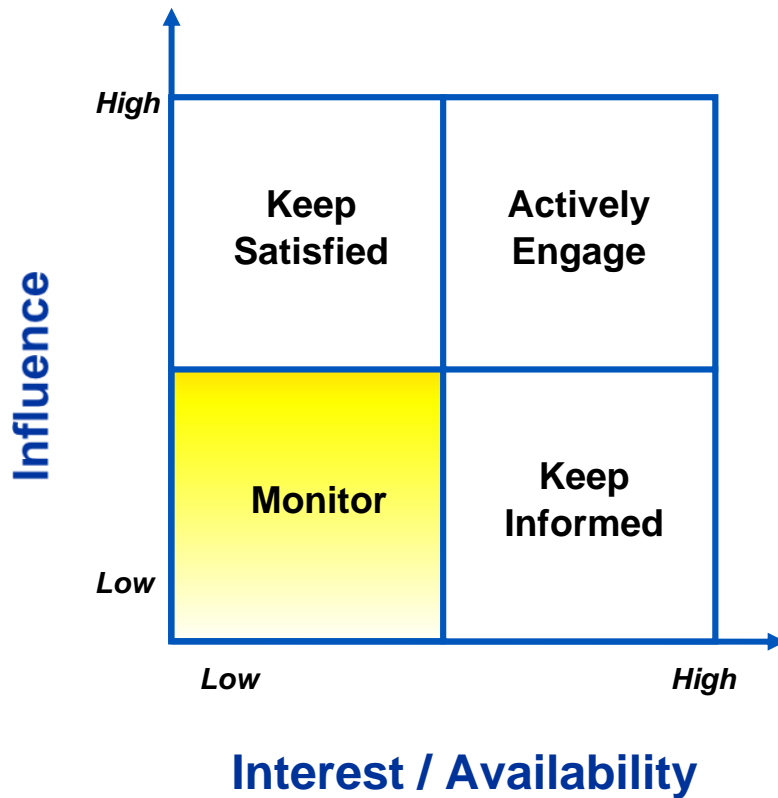 High
Keep
Satisfied
Actively
Engage
Influence
Monitor
Keep
Informed
Low
Low
High
Interest / Availability